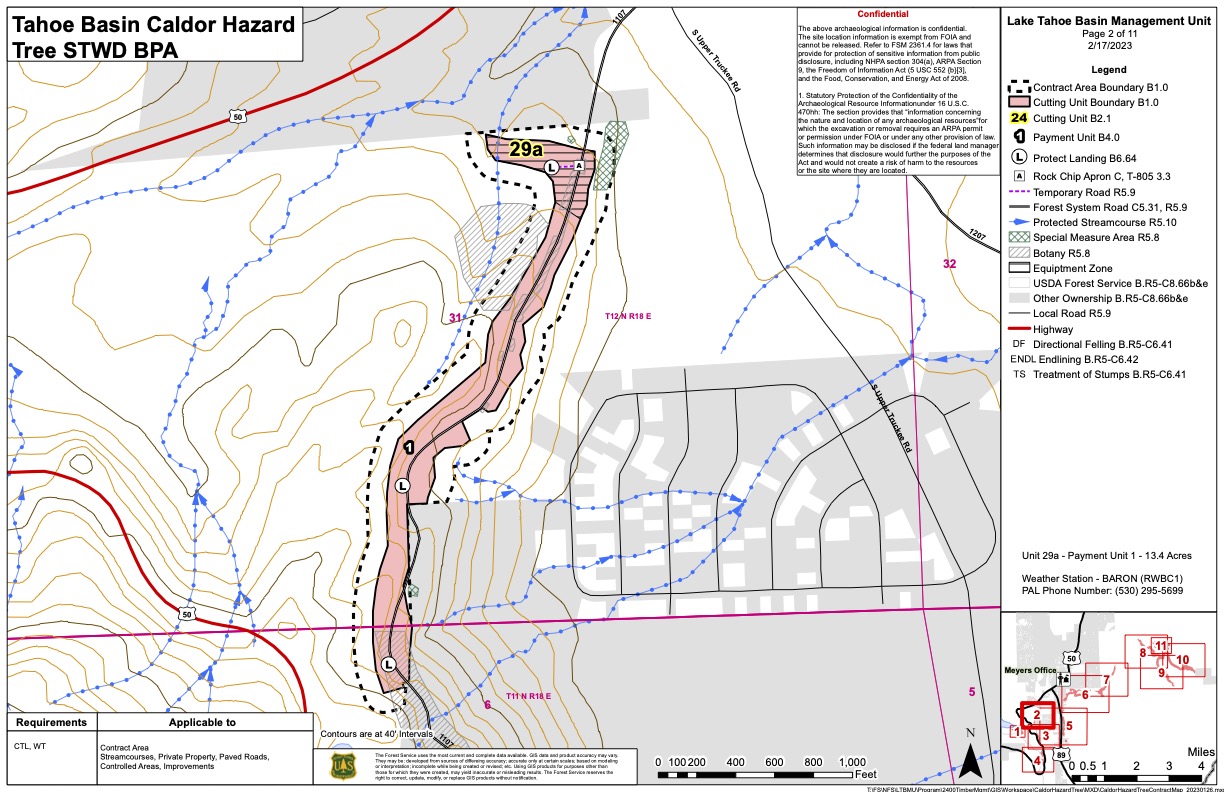 Taho Basin Caldor Hazard
Tree STWD BPA
Confidential
The above archaeological information is confidential.
The site location information is exempt from FOIA and
cannot be released. Refer to FSM 2361.4 for laws that
provide for protection of sensitive information from public
disclosure, including NHPA section 304(a), ARPA Section
9, the Freedom of Information Act (5 USC 552 {b}[3],
and the Food, Conservation, and Energy Act of 2008.
1. Statutory Protection of the Confidentiality of the
Archaeological Resource Informationunder 16 U.S.C.
470hh: The section provides that "information concerning
the nature and location of any archaeological resources"for
which the excavation or removal requires an ARPA permit
or permission under FOIA or under any other provision of law.
Such information may be disclosed if the federal land manager
determines that disclosure would further the purposes of the
Act and would not create a risk of harm to the resources
or the site where they are located.
Lake Tahoe Basin Management Unit
Page 2 of 11
2/17/2023
Legend
Contract Area Boundary B1.0
Cutting Unit Boundary B1.0
24 Cutting Unit B2.1
1 Payment Unit B4.0
L Protect Landing B6.64
A Rock Chip Apron C, T-805 3.3
Temporary Road R5.9
Forest System Road C5.31, R5.9
Protected Streamcourse R5.10
Special Measure Area R5.8
Botany R5.8
Equiptment Zone
USDA Forest Service B.R5-C8.66b&e
Other Ownership B.R5-C8.66b&e
Local Road R5.9
Highway
DF Directional Felling B.R5-C6.41
ENDL Endlining B.R5-C6.42
TS Treatment of Stumps B.R5-C6.41
Unit 29a - Payment Unit 1 - 13.4 Acres
Weather Station - BARON (RWBC1)
PAL Phone Number: (530) 295-5699
1107
S Upper Truckee Rd
50
29a
L
A
1207
32
31
T12 N R18 E
S Upper Truckee Rd
1
L
50
L
T11 N R18 E
6
5
1107
Contours are at 40' Intervals
Requirements
Applicable to
CTL, WT
Contract Area
Streamcourses, Private Property, Paved Roads,
Controlled Areas, Improvements
The Forest Service uses the most current and complete data available. GIS data and product accuracy may vary.
They may be: developed from sources of differing accuracy; accurate only at certain scales; based on modeling
or interpretation; incomplete while being created or revised; etc. Using GIS products for purposes other than
those for which they were created, may yield inaccurate or misleading results. The Forest Service reserves the
right to correct, update, modify, or replace GIS products without notification.
0 100 200 400 600 800 1,000
Feet
N
Meyers Office
50
11
8
10
9
7
6
2
5
1
3
4
89
Miles
0 0.5 1 2 3 4